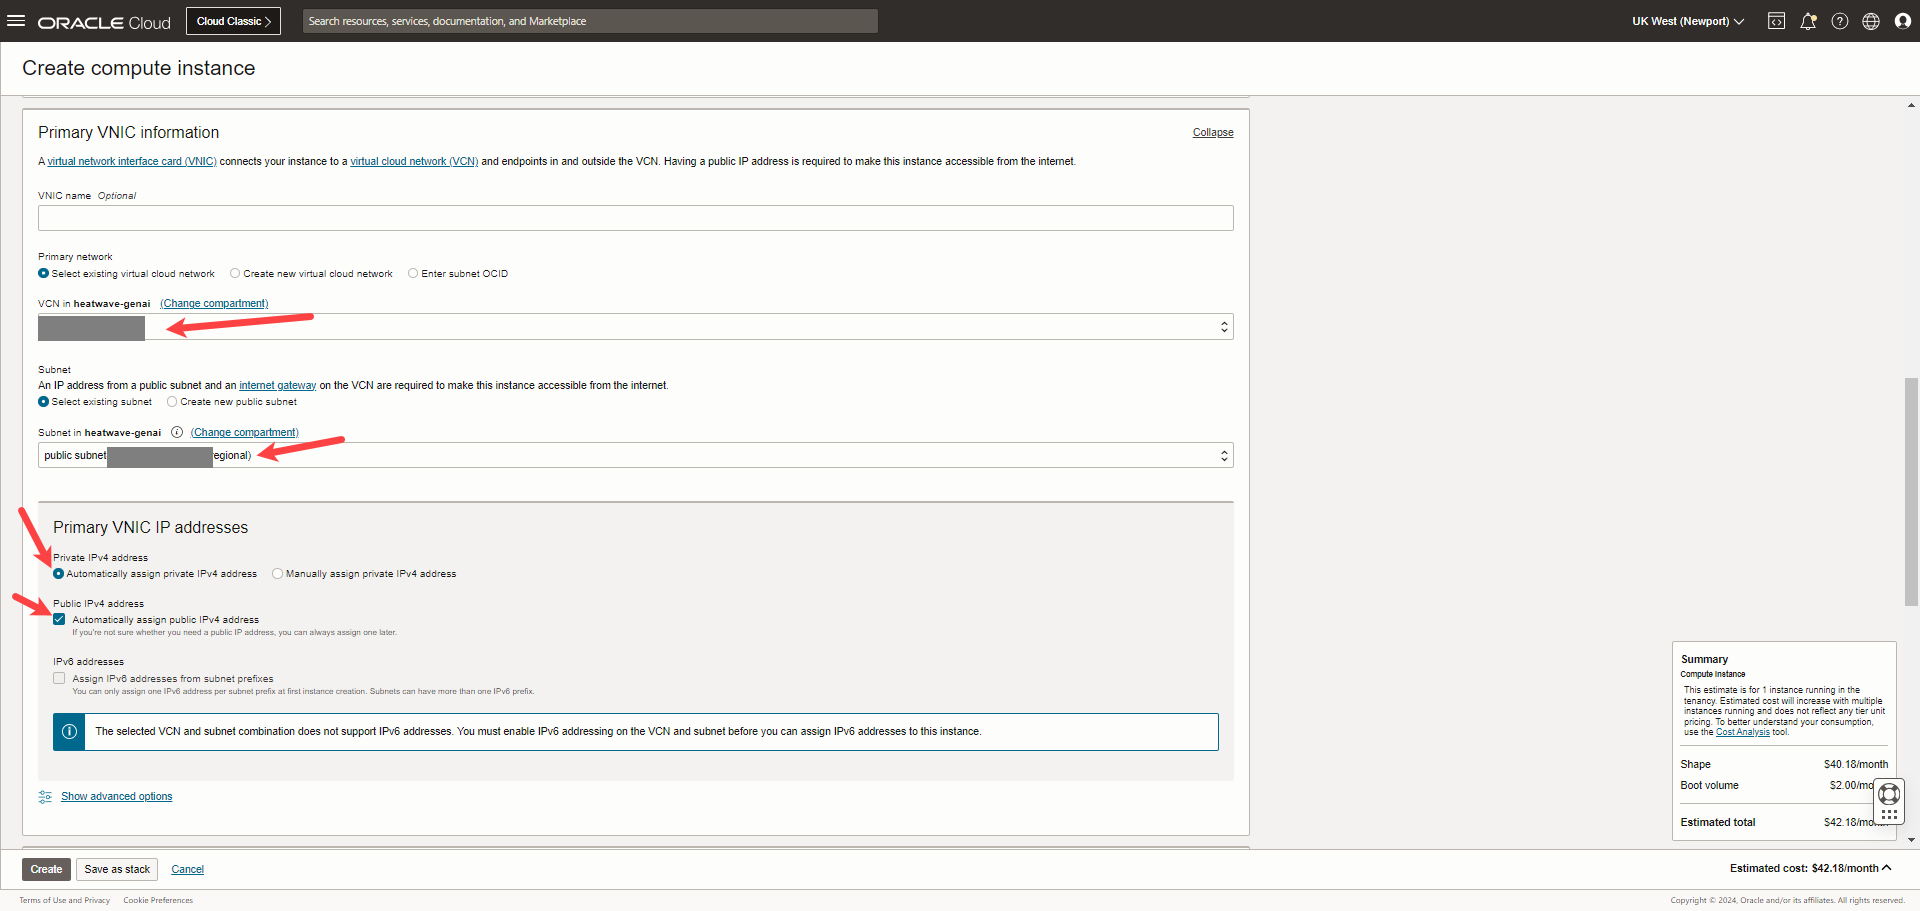 ORACLE Cloud
Cloud Classic
Search resources, services, documentation, and Marketplace
UK West (Newport)
Create compute instance
Primary VNIC information
Collapse
A virtual network interface card (VNIC) connects your instance to a virtual cloud network (VCN) and endpoints in and outside the VCN. Having a public IP address is required to make this instance accessible from the internet.
VNIC name Optional
Primary network
Select existing virtual cloud network Create new virtual cloud network Enter subnet OCID
VCN in heatwave-genai (Change compartment)
Subnet
An IP address from a public subnet and an internet gateway on the VCN are required to make this instance accessible from the internet.
Select existing subnet Create new public subnet
Subnet in heatwave-genai (Change compartment)
public subnet egional)
Primary VNIC IP addresses
Private IPv4 address
Automatically assign private IPv4 address Manually assign private IPv4 address
Public IPv4 address
Automatically assign public IPv4 address
If you're not sure whether you need a public IP address, you can always assign one later.
IPv6 addresses
Assign IPv6 addresses from subnet prefixes
You can only assign one IPv6 address per subnet prefix at first instance creation. Subnets can have more than one IPv6 prefix.
The selected VCN and subnet combination does not support IPv6 addresses. You must enable IPv6 addressing on the VCN and subnet before you can assign IPv6 addresses to this instance.
Show advanced options
Summary
Compute Instance
This estimate is for 1 instance running in the
tenancy. Estimated cost will increase with multiple
instances running and does not reflect any tier unit
pricing. To better understand your consumption,
use the Cost Analysis tool.
Shape $40.18/month
Boot volume $2.00/mo
Estimated total $42.18/month
Create Save as stack Cancel
Estimated cost: $42.18/month
Terms of Use and Privacy Cookie Preferences
Copyright © 2024, Oracle and/or its affiliates. All rights reserved.